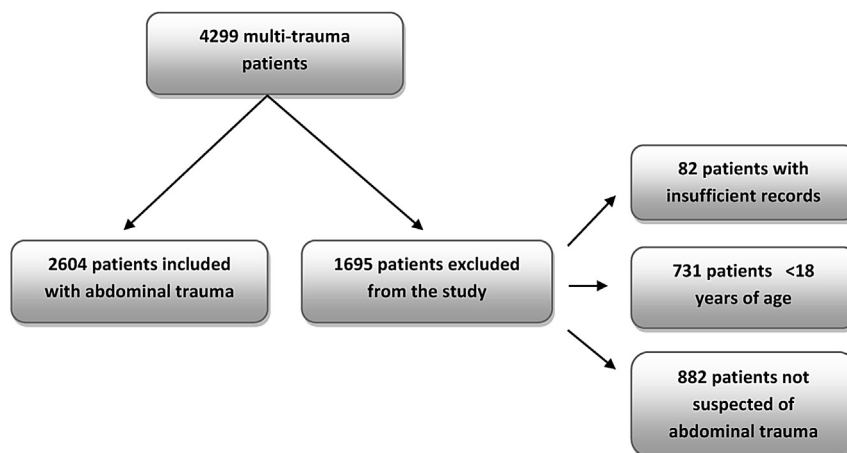 4299 multi-trauma
patients
2604 patients included
with abdominal trauma
1695 patients excluded
from the study
82 patients with
insufficient records
731 patients <18
years of age
882 patients not
suspected of
abdominal trauma